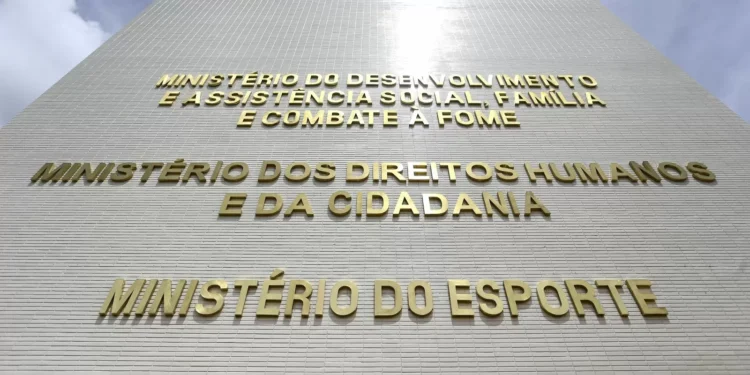 MINISTÉRIO DO DESENVOLVIMENTO
E ASSISTÊNCIA SOCIAL, FAMÍLIA
E COMBATE À FOME
MINISTÉRIO DOS DIREITOS HUMANOS
E DA CIDADANIA
MINISTÉRIO DO ESPORTE